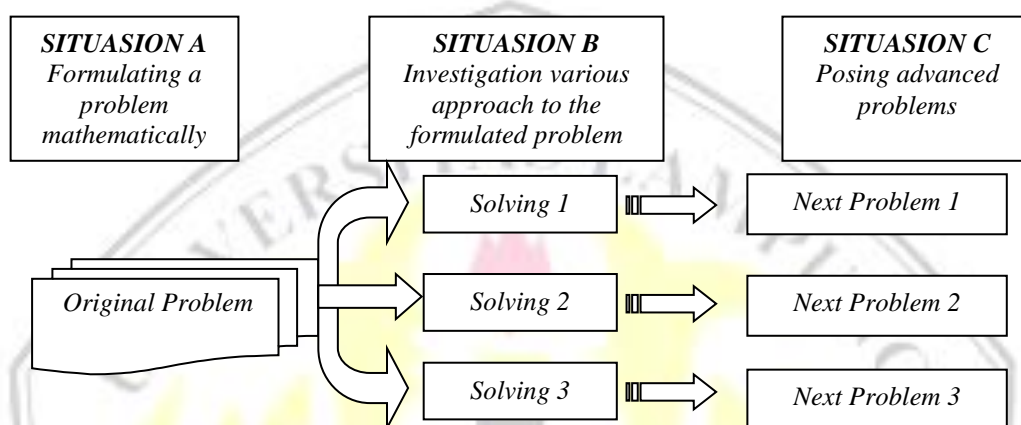 SITUASION A
Formulating a
problem
mathematically
SITUASION B
Investigation various
approach to the
formulated problem
SITUASION C
Posing advanced
problems
Original Problem
Solving 1
Next Problem 1
Solving 2
Next Problem 2
Solving 3
Next Problem 3